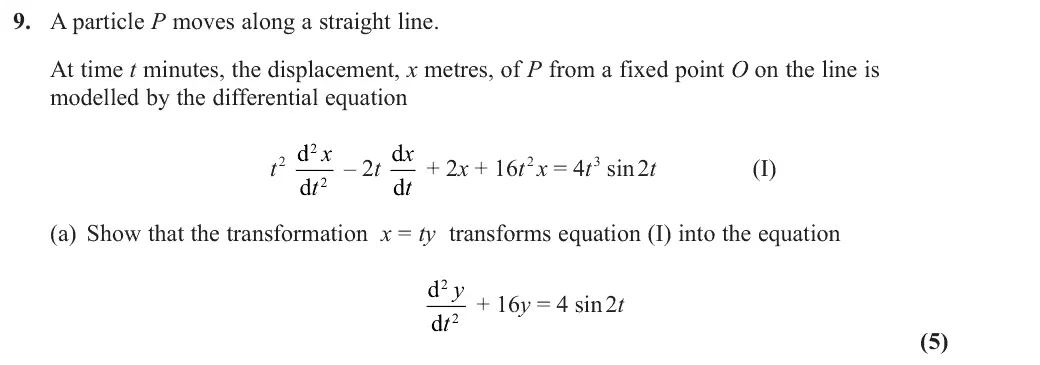 9. A particle P moves along a straight line.
At time t minutes, the displacement, x metres, of P from a fixed point O on the line is
modelled by the differential equation
t² d²x/dt² – 2t dx/dt + 2x + 16t²x = 4t³ sin 2t (I)
(a) Show that the transformation x = ty transforms equation (I) into the equation
d²y/dt² + 16y = 4 sin 2t
(5)